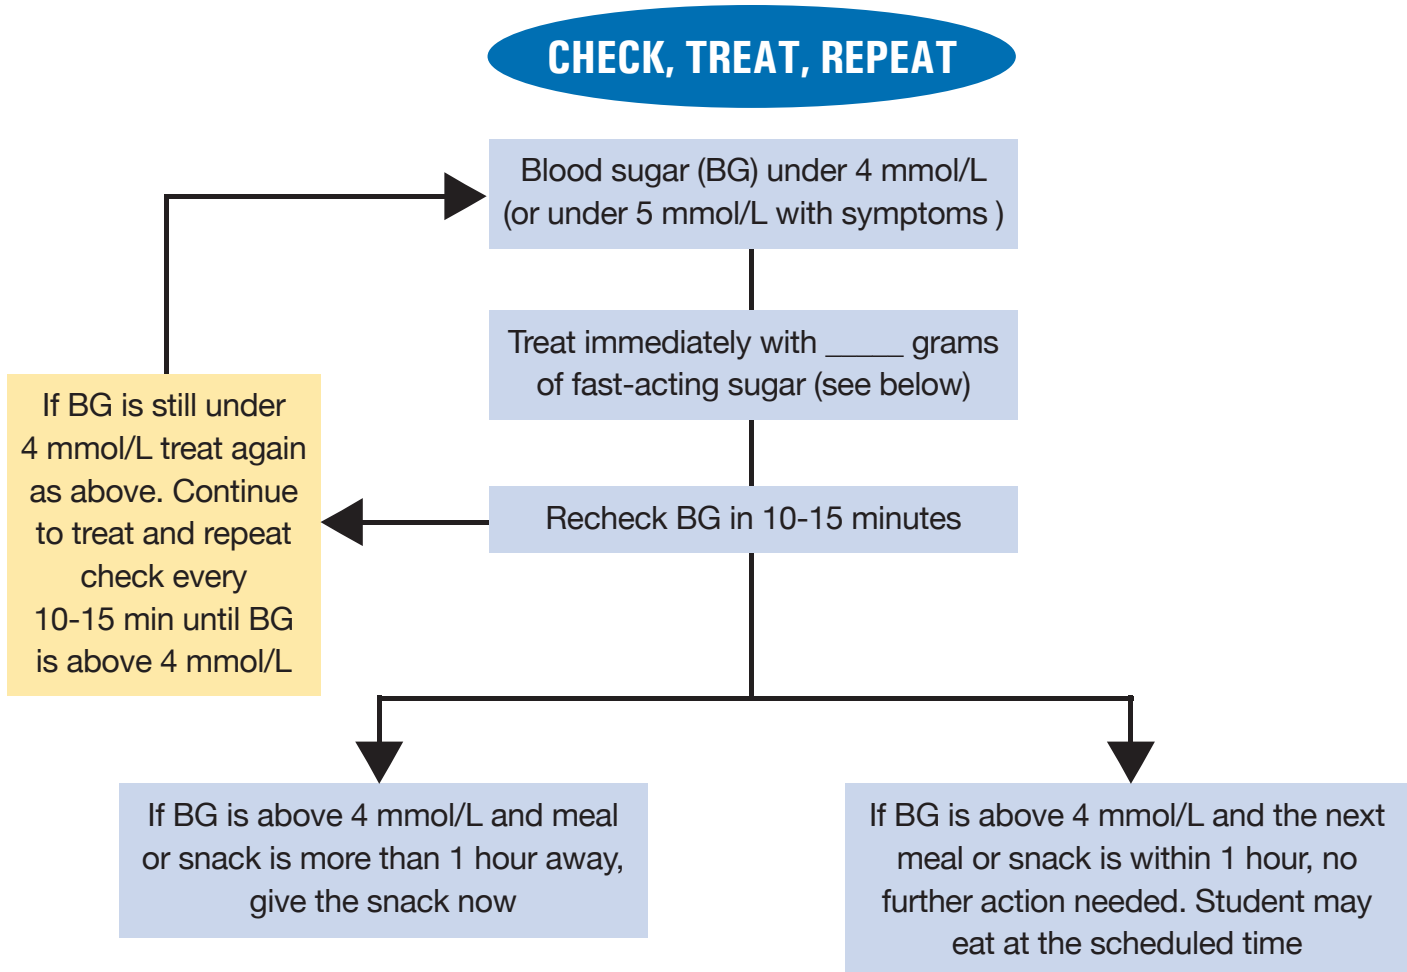 CHECK, TREAT, REPEAT
Blood sugar (BG) under 4 mmol/L
(or under 5 mmol/L with symptoms )
Treat immediately with _____ grams
of fast-acting sugar (see below)
Recheck BG in 10-15 minutes
If BG is still under
4 mmol/L treat again
as above. Continue
to treat and repeat
check every
10-15 min until BG
is above 4 mmol/L
If BG is above 4 mmol/L and meal
or snack is more than 1 hour away,
give the snack now
If BG is above 4 mmol/L and the next
meal or snack is within 1 hour, no
further action needed. Student may
eat at the scheduled time